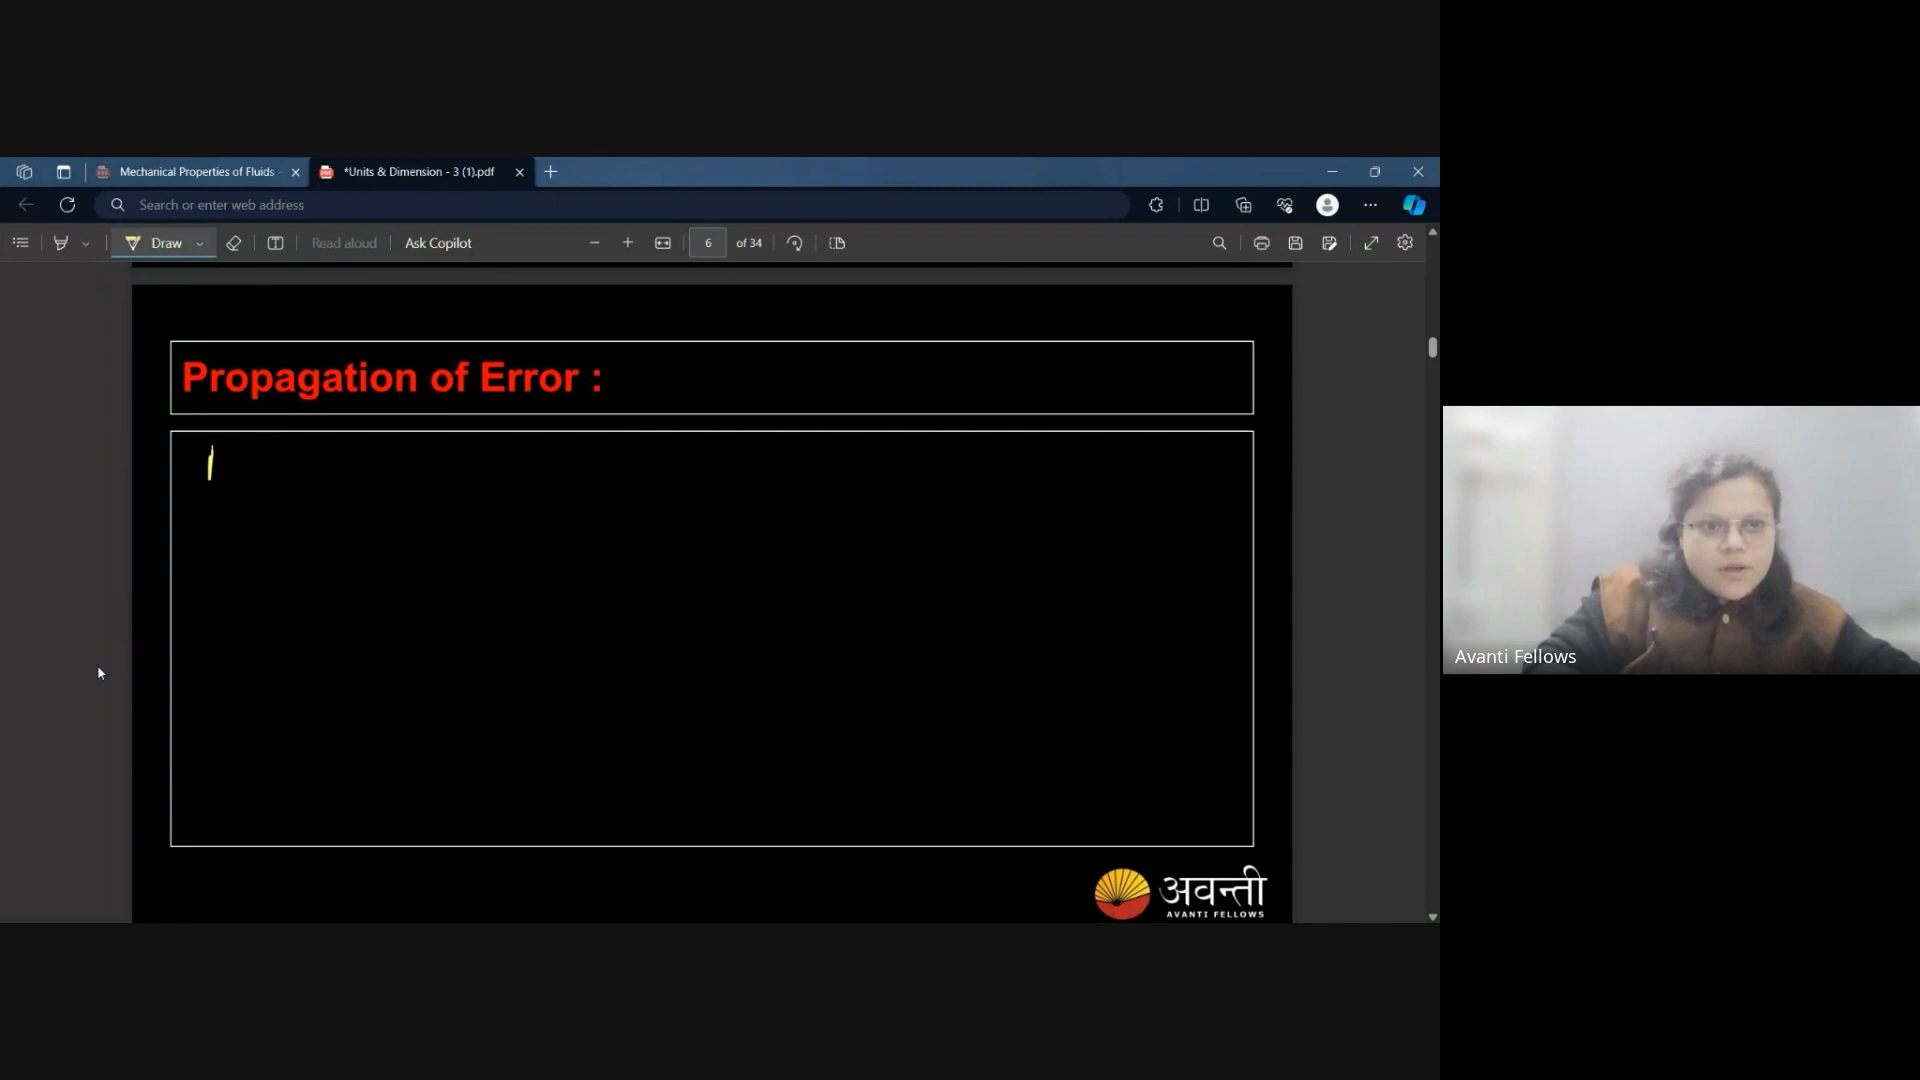 Mechanical Properties of Fluids -
*Units & Dimension - 3 (1).pdf
Search or enter web address
Draw
Read aloud
Ask Copilot
6 of 34
Propagation of Error :
अवन्ती
AVANTI FELLOWS
Avanti Fellows